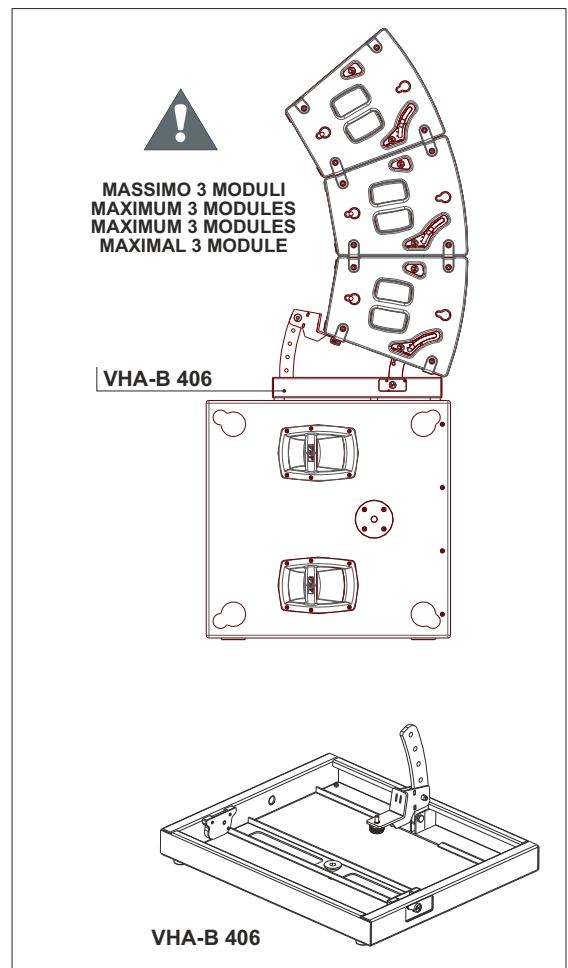 MASSIMO 3 MODULI
MAXIMUM 3 MODULES
MAXIMUM 3 MODULES
MAXIMAL 3 MODULE
VHA-B 406
VHA-B 406